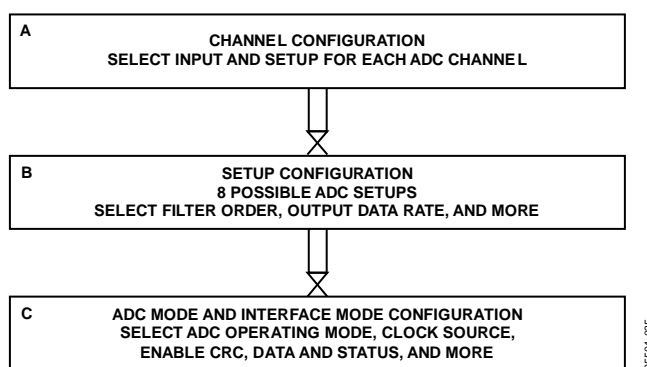 A
CHANNEL CONFIGURATION
SELECT INPUT AND SETUP FOR EACH ADC CHANNEL
B
SETUP CONFIGURATION
8 POSSIBLE ADC SETUPS
SELECT FILTER ORDER, OUTPUT DATA RATE, AND MORE
C
ADC MODE AND INTERFACE MODE CONFIGURATION
SELECT ADC OPERATING MODE, CLOCK SOURCE,
ENABLE CRC, DATA AND STATUS, AND MORE